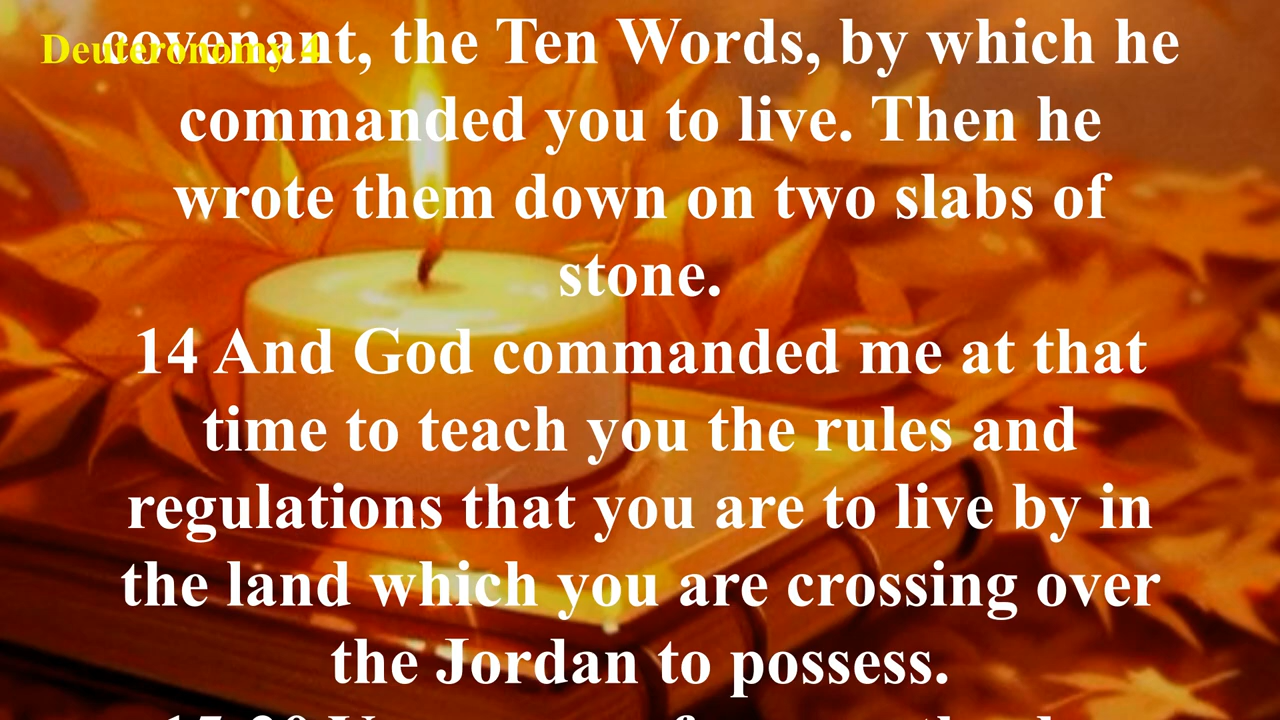 Deuteronomy 4
covenant, the Ten Words, by which he
commanded you to live. Then he
wrote them down on two slabs of
stone.
14 And God commanded me at that
time to teach you the rules and
regulations that you are to live by in
the land which you are crossing over
the Jordan to possess.